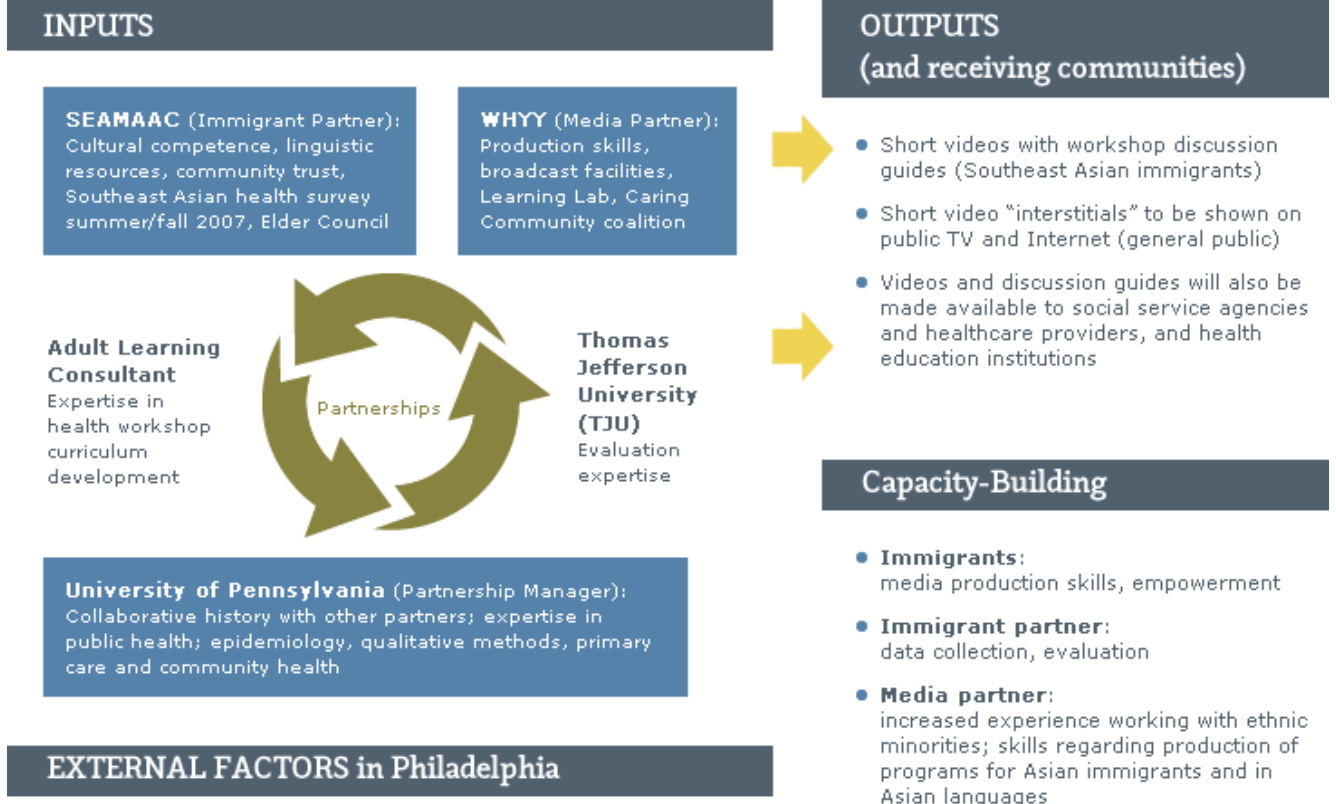 INPUTS
SEAMAAC (Immigrant Partner):
Cultural competence, linguistic
resources, community trust,
Southeast Asian health survey
summer/fall 2007, Elder Council
WHYY (Media Partner):
Production skills,
broadcast facilities,
Learning Lab, Caring
Community coalition
Adult Learning
Consultant
Expertise in
health workshop
curriculum
development
Partnerships
Thomas
Jefferson
University
(TJU)
Evaluation
expertise
University of Pennsylvania (Partnership Manager):
Collaborative history with other partners; expertise in
public health; epidemiology, qualitative methods, primary
care and community health
EXTERNAL FACTORS in Philadelphia
OUTPUTS
(and receiving communities)
Short videos with workshop discussion
guides (Southeast Asian immigrants)
Short video “interstitials” to be shown on
public TV and Internet (general public)
Videos and discussion guides will also be
made available to social service agencies
and healthcare providers, and health
education institutions
Capacity-Building
Immigrants:
media production skills, empowerment
Immigrant partner:
data collection, evaluation
Media partner:
increased experience working with ethnic
minorities; skills regarding production of
programs for Asian immigrants and in
Asian languages